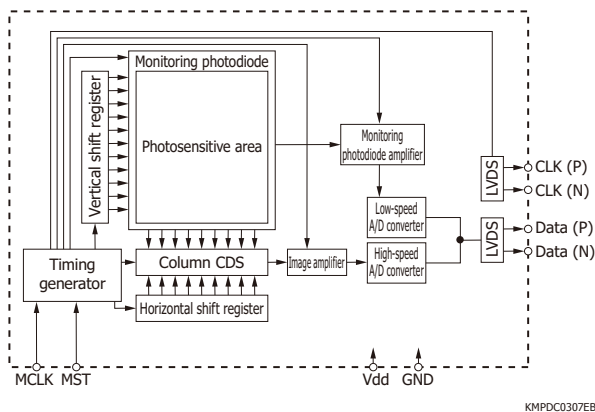 Monitoring photodiode
Vertical shift register
Photosensitive area
Monitoring
photodiode amplifier
LVDS
CLK (P)
CLK (N)
Low-speed
A/D converter
LVDS
Data (P)
Data (N)
Timing
generator
Column CDS
Image amplifier
High-speed
A/D converter
Horizontal shift register
MCLK
MST
Vdd
GND
KMPDC0307EB